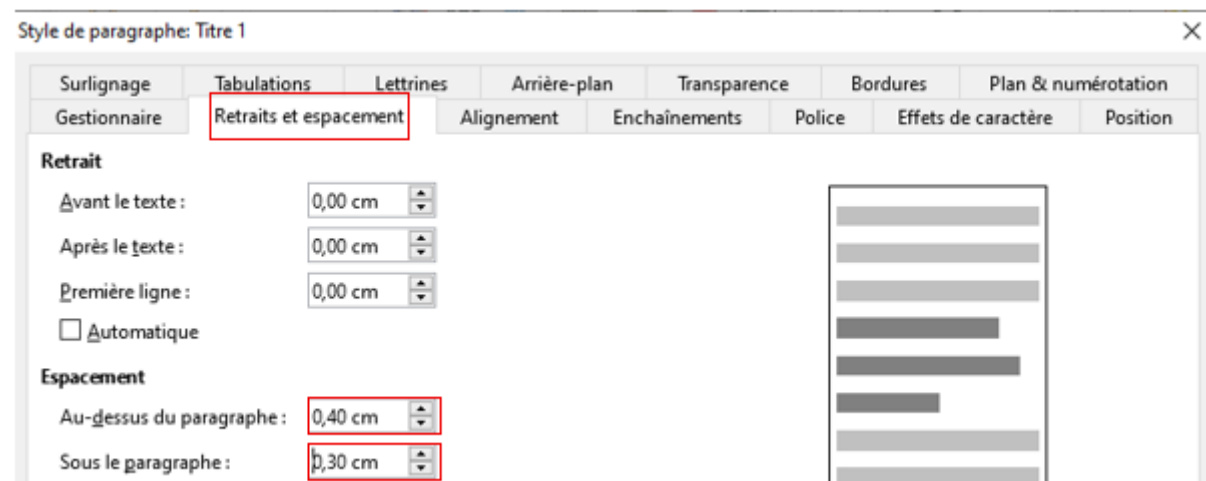 Style de paragraphe: Titre 1
Surlignage Tabulations Lettrines Arrière-plan Transparence Bordures Plan & numérotation
Gestionnaire Retraits et espacement Alignement Enchaînements Police Effets de caractère Position
Retrait
Avant le texte : 0,00 cm
Après le texte : 0,00 cm
Première ligne : 0,00 cm
Automatique
Espacement
Au-dessus du paragraphe : 0,40 cm
Sous le paragraphe : 0,30 cm